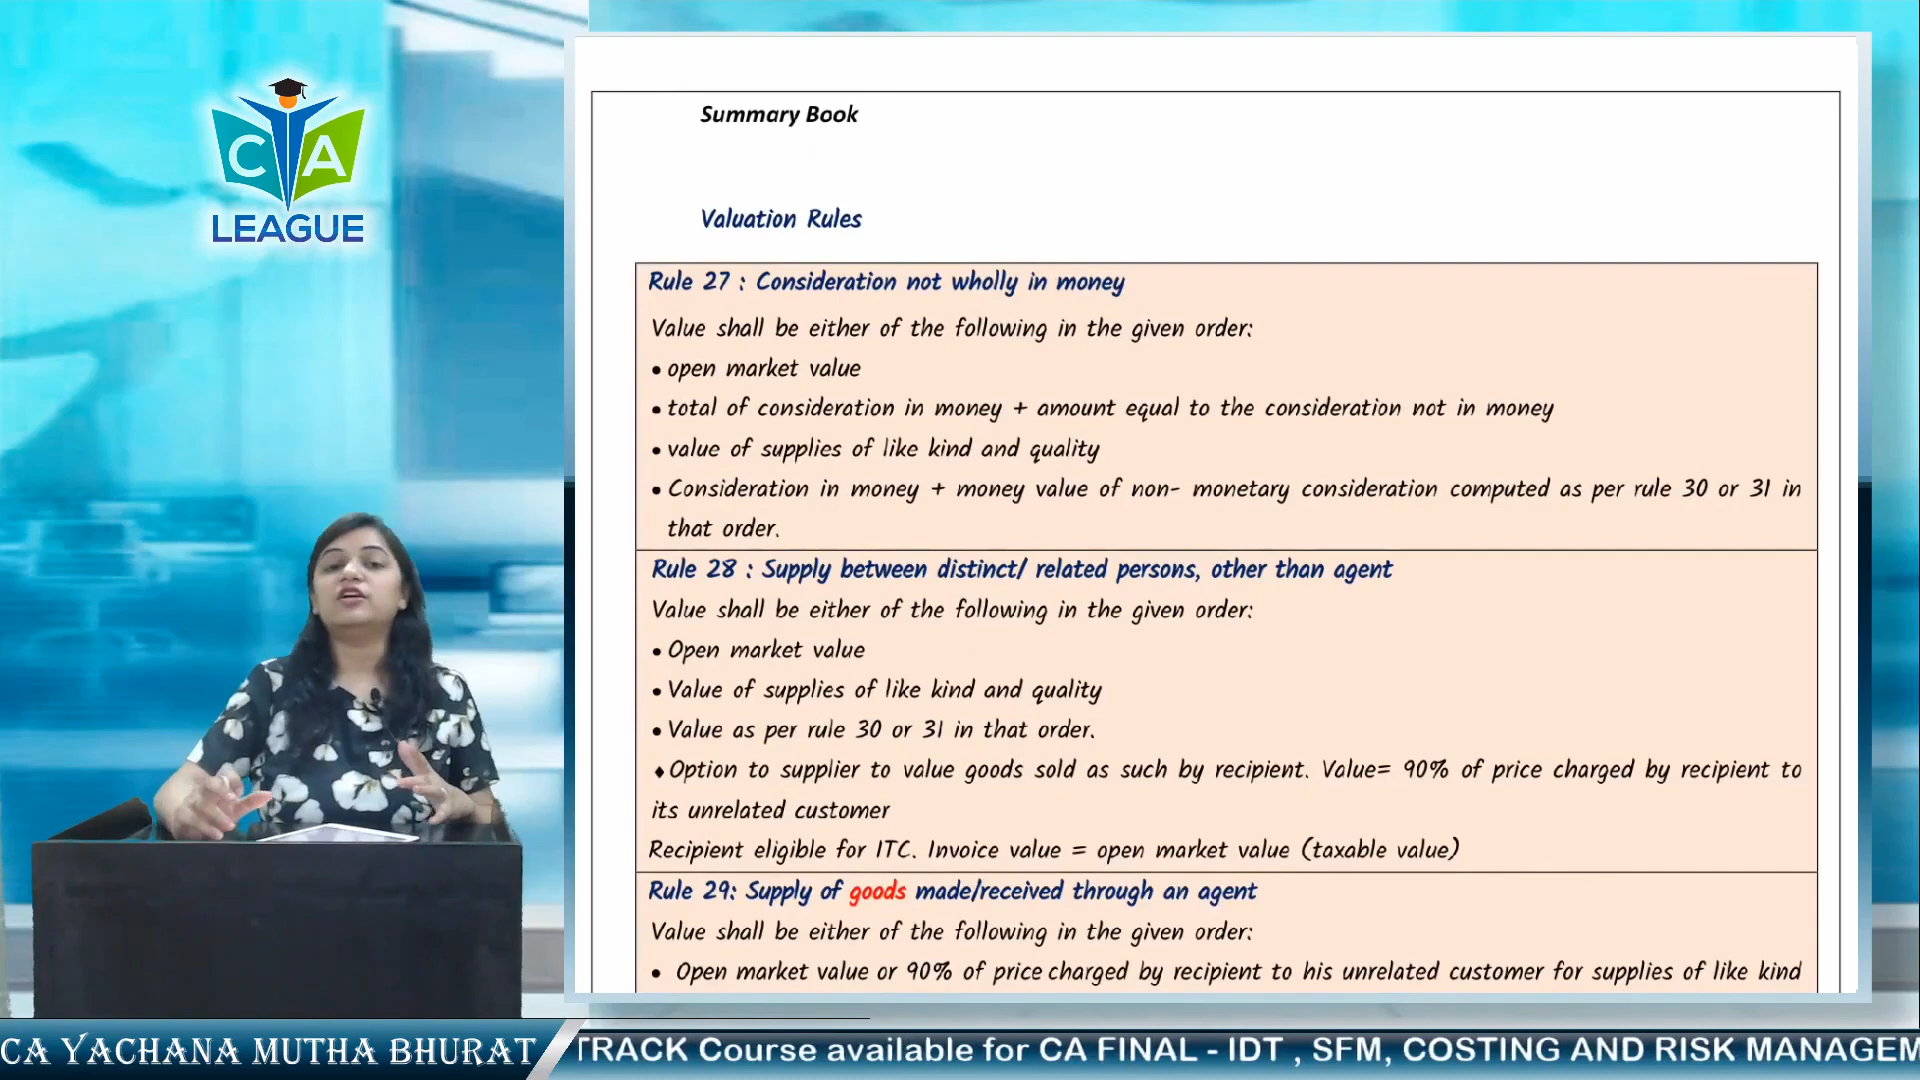 C A
LEAGUE
Summary Book
Valuation Rules
Rule 27 : Consideration not wholly in money
Value shall be either of the following in the given order:
• open market value
• total of consideration in money + amount equal to the consideration not in money
• value of supplies of like kind and quality
• Consideration in money + money value of non- monetary consideration computed as per rule 30 or 31 in
that order.
Rule 28 : Supply between distinct/ related persons, other than agent
Value shall be either of the following in the given order:
• Open market value
• Value of supplies of like kind and quality
• Value as per rule 30 or 31 in that order.
♦Option to supplier to value goods sold as such by recipient. Value= 90% of price charged by recipient to
its unrelated customer
Recipient eligible for ITC. Invoice value = open market value (taxable value)
Rule 29: Supply of goods made/received through an agent
Value shall be either of the following in the given order:
• Open market value or 90% of price charged by recipient to his unrelated customer for supplies of like kind
CA YACHANA MUTHA BHURAT
TRACK Course available for CA FINAL - IDT , SFM, COSTING AND RISK MANAGEM